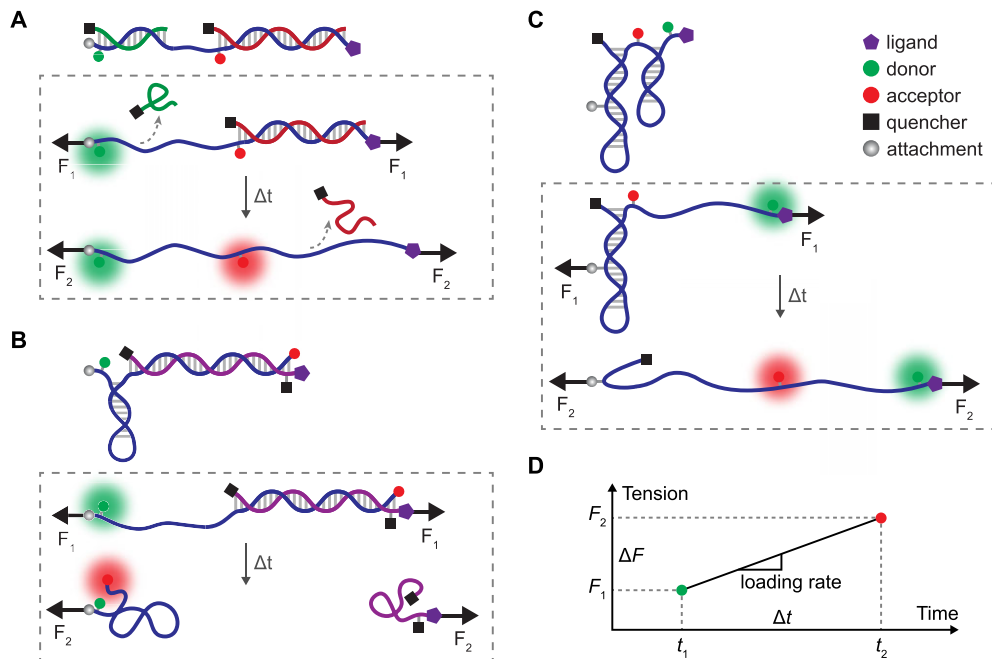 A
F₁
F₁
Δt
F₂
F₂
B
F₁
F₁
Δt
F₂
F₂
C
ligand
donor
acceptor
quencher
attachment
F₁
F₁
Δt
F₂
F₂
D
Tension
F₂
ΔF
F₁
loading rate
Δt
Time
t₁
t₂